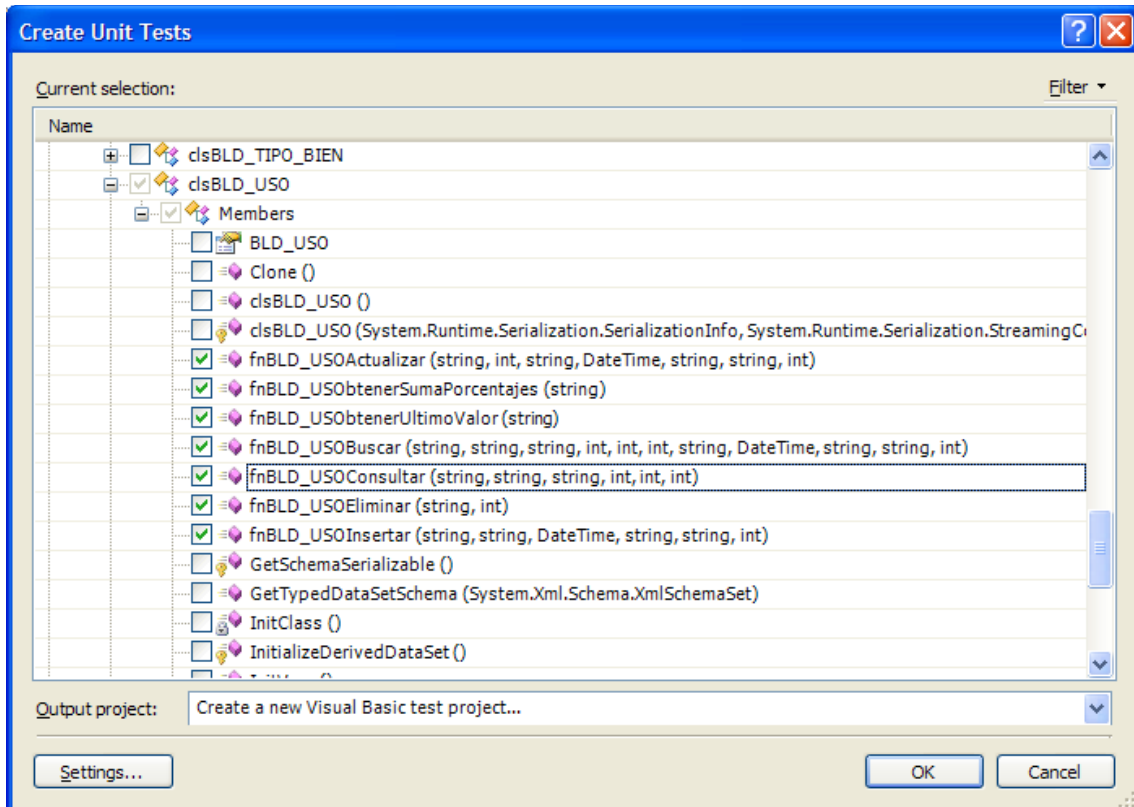 Create Unit Tests
Current selection:
Filter
Name
clsBLD_TIPO_BIEN
clsBLD_USO
Members
BLD_USO
Clone ()
clsBLD_USO ()
clsBLD_USO (System.Runtime.Serialization.SerializationInfo, System.Runtime.Serialization.StreamingCo
fnBLD_USOActualizar (string, int, string, DateTime, string, string, int)
fnBLD_USObtenerSumaPorcentajes (string)
fnBLD_USObtenerUltimoValor (string)
fnBLD_USOBuscar (string, string, string, int, int, int, string, DateTime, string, string, int)
fnBLD_USOConsultar (string, string, string, int, int, int)
fnBLD_USOEliminar (string, int)
fnBLD_USOInsertar (string, string, DateTime, string, string, int)
GetSchemaSerializable ()
GetTypedDataSetSchema (System.Xml.Schema.XmlSchemaSet)
InitClass ()
InitializeDerivedDataSet ()
Output project:
Create a new Visual Basic test project...
Settings...
OK
Cancel